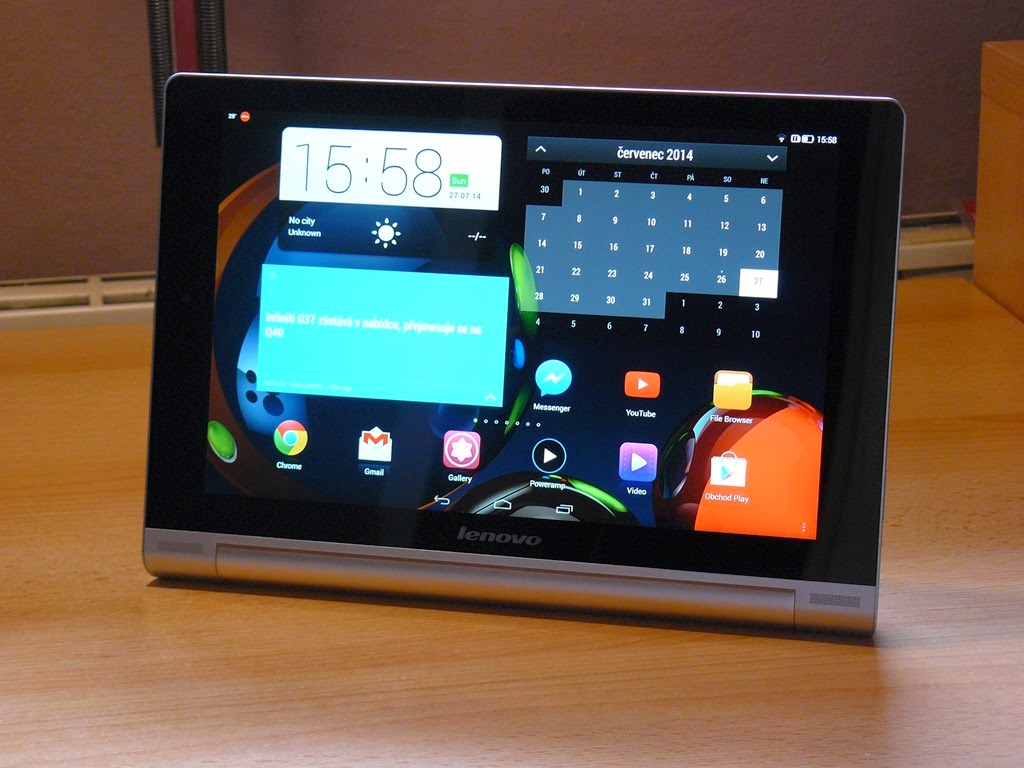 29°
15:58
15:58
Sun
27.07.14
No city
Unknown
--/--
červenec 2014
PO ÚT ST ČT PÁ SO NE
30 1 2 3 4 5 6
7 8 9 10 11 12 13
14 15 16 17 18 19 20
21 22 23 24 25 26 27
28 29 30 31 1 2 3
4 5 6 7 8 9 10
Infiniti G37 zůstává v nabídce, přejmenuje se na
Q40
Messenger
YouTube
File Browser
Chrome
Gmail
Gallery
Poweramp
Video
Obchod Play
lenovo